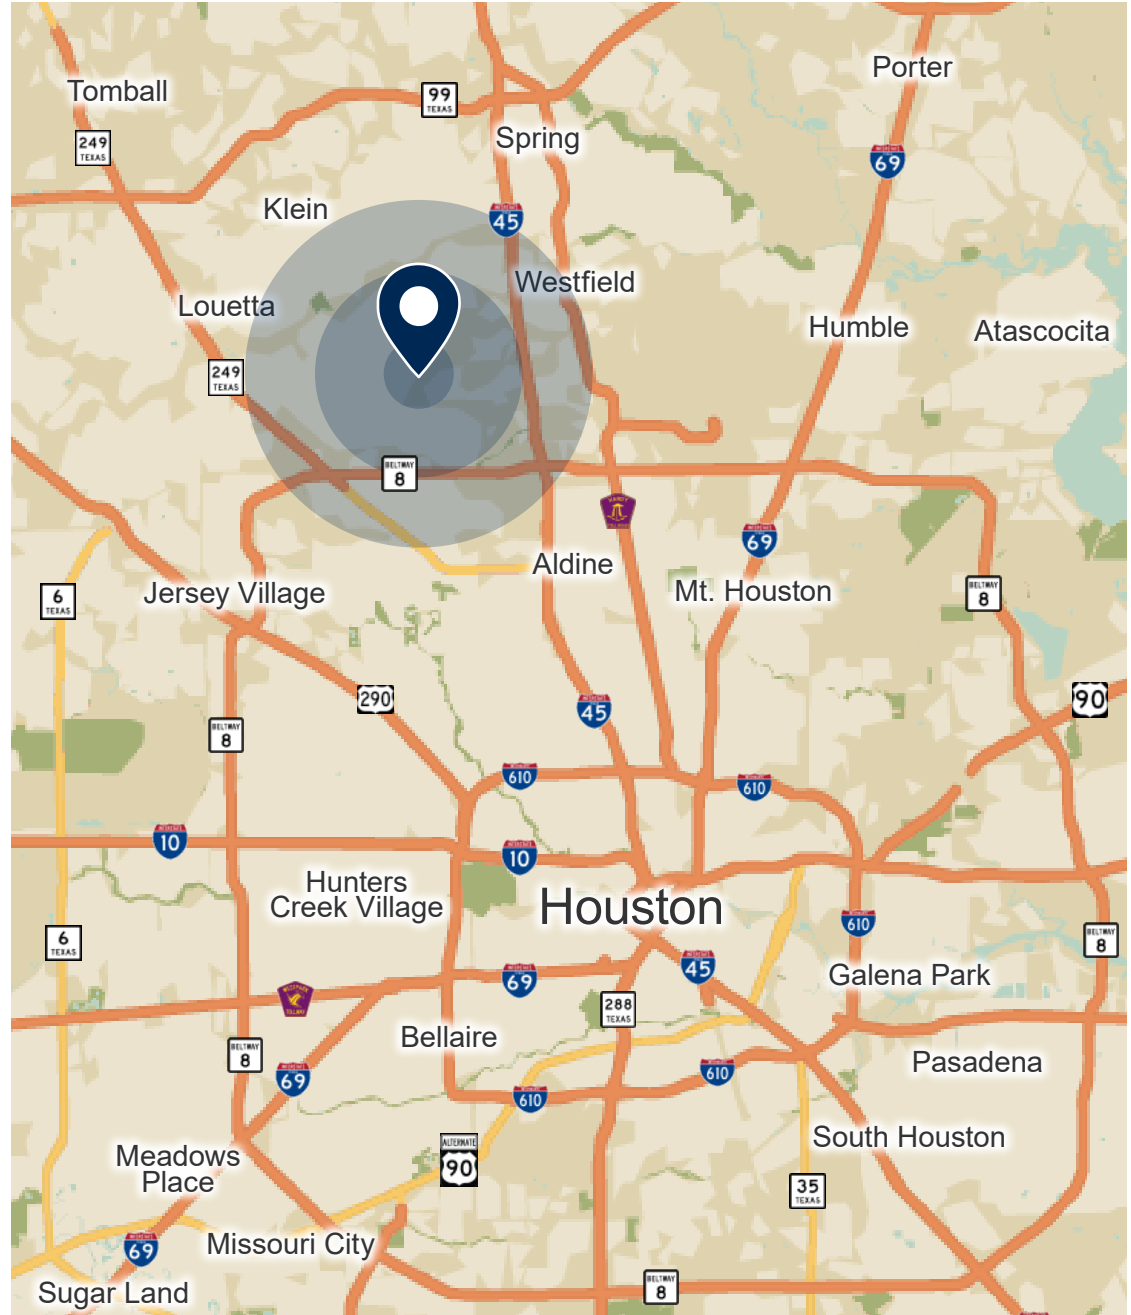 Porter
Tomball
99
TEXAS
Spring
249
TEXAS
69
Klein
45
Westfield
Louetta
Humble
Atascocita
249
TEXAS
BELTWAY
8
HARDY
69
Aldine
Jersey Village
Mt. Houston
6
TEXAS
BELTWAY
8
290
90
45
BELTWAY
8
610
610
10
10
Hunters
Creek Village
Houston
610
6
TEXAS
BELTWAY
8
45
69
Galena Park
WESTPARK
TOLLWAY
288
TEXAS
Bellaire
BELTWAY
8
Pasadena
610
69
610
South Houston
ALTERNATE
90
Meadows
Place
35
TEXAS
Missouri City
69
BELTWAY
8
Sugar Land